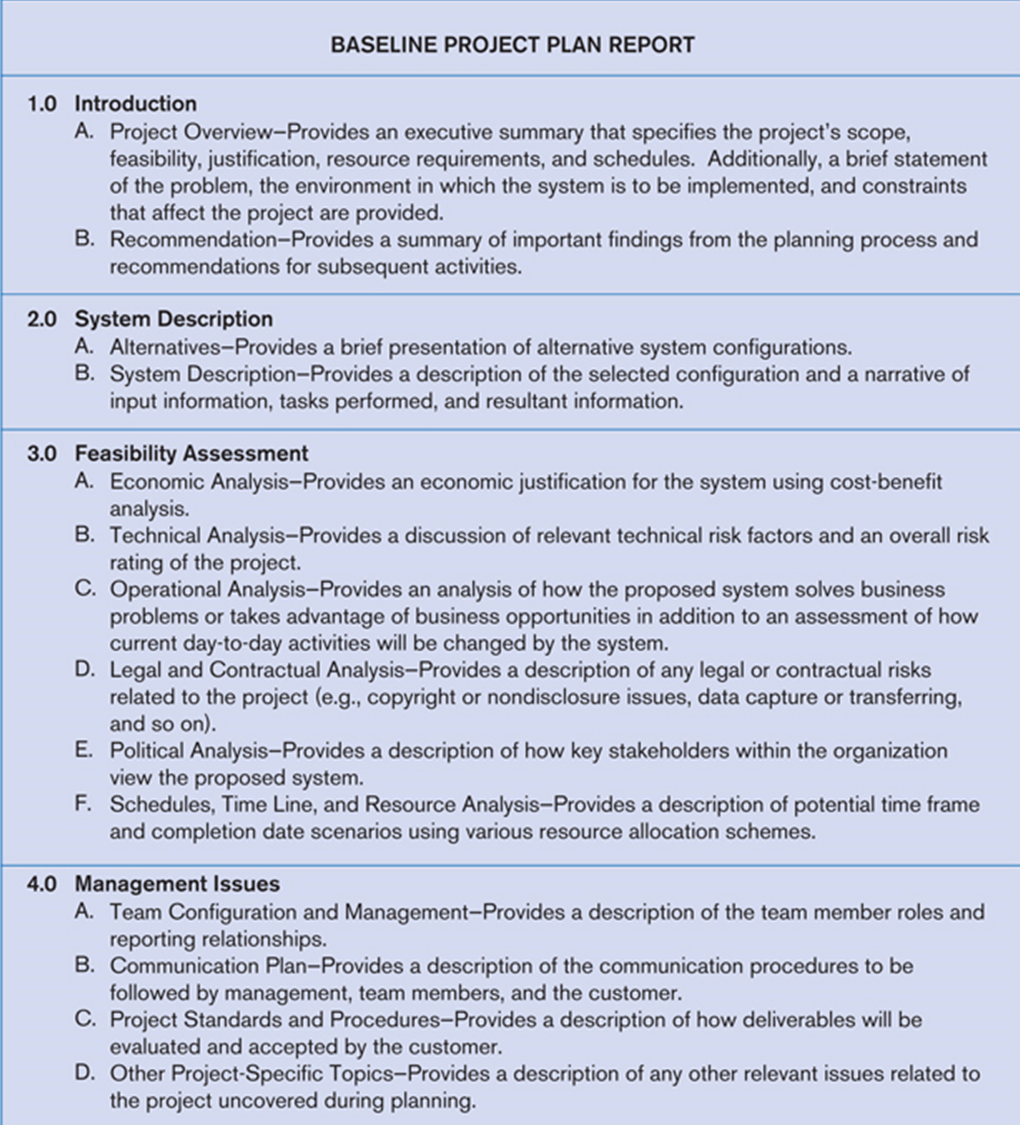 BASELINE PROJECT PLAN REPORT
1.0 Introduction
A. Project Overview–Provides an executive summary that specifies the project's scope,
feasibility, justification, resource requirements, and schedules. Additionally, a brief statement
of the problem, the environment in which the system is to be implemented, and constraints
that affect the project are provided.
B. Recommendation–Provides a summary of important findings from the planning process and
recommendations for subsequent activities.
2.0 System Description
A. Alternatives–Provides a brief presentation of alternative system configurations.
B. System Description–Provides a description of the selected configuration and a narrative of
input information, tasks performed, and resultant information.
3.0 Feasibility Assessment
A. Economic Analysis–Provides an economic justification for the system using cost-benefit
analysis.
B. Technical Analysis–Provides a discussion of relevant technical risk factors and an overall risk
rating of the project.
C. Operational Analysis–Provides an analysis of how the proposed system solves business
problems or takes advantage of business opportunities in addition to an assessment of how
current day-to-day activities will be changed by the system.
D. Legal and Contractual Analysis–Provides a description of any legal or contractual risks
related to the project (e.g., copyright or nondisclosure issues, data capture or transferring,
and so on).
E. Political Analysis–Provides a description of how key stakeholders within the organization
view the proposed system.
F. Schedules, Time Line, and Resource Analysis–Provides a description of potential time frame
and completion date scenarios using various resource allocation schemes.
4.0 Management Issues
A. Team Configuration and Management–Provides a description of the team member roles and
reporting relationships.
B. Communication Plan–Provides a description of the communication procedures to be
followed by management, team members, and the customer.
C. Project Standards and Procedures–Provides a description of how deliverables will be
evaluated and accepted by the customer.
D. Other Project-Specific Topics–Provides a description of any other relevant issues related to
the project uncovered during planning.